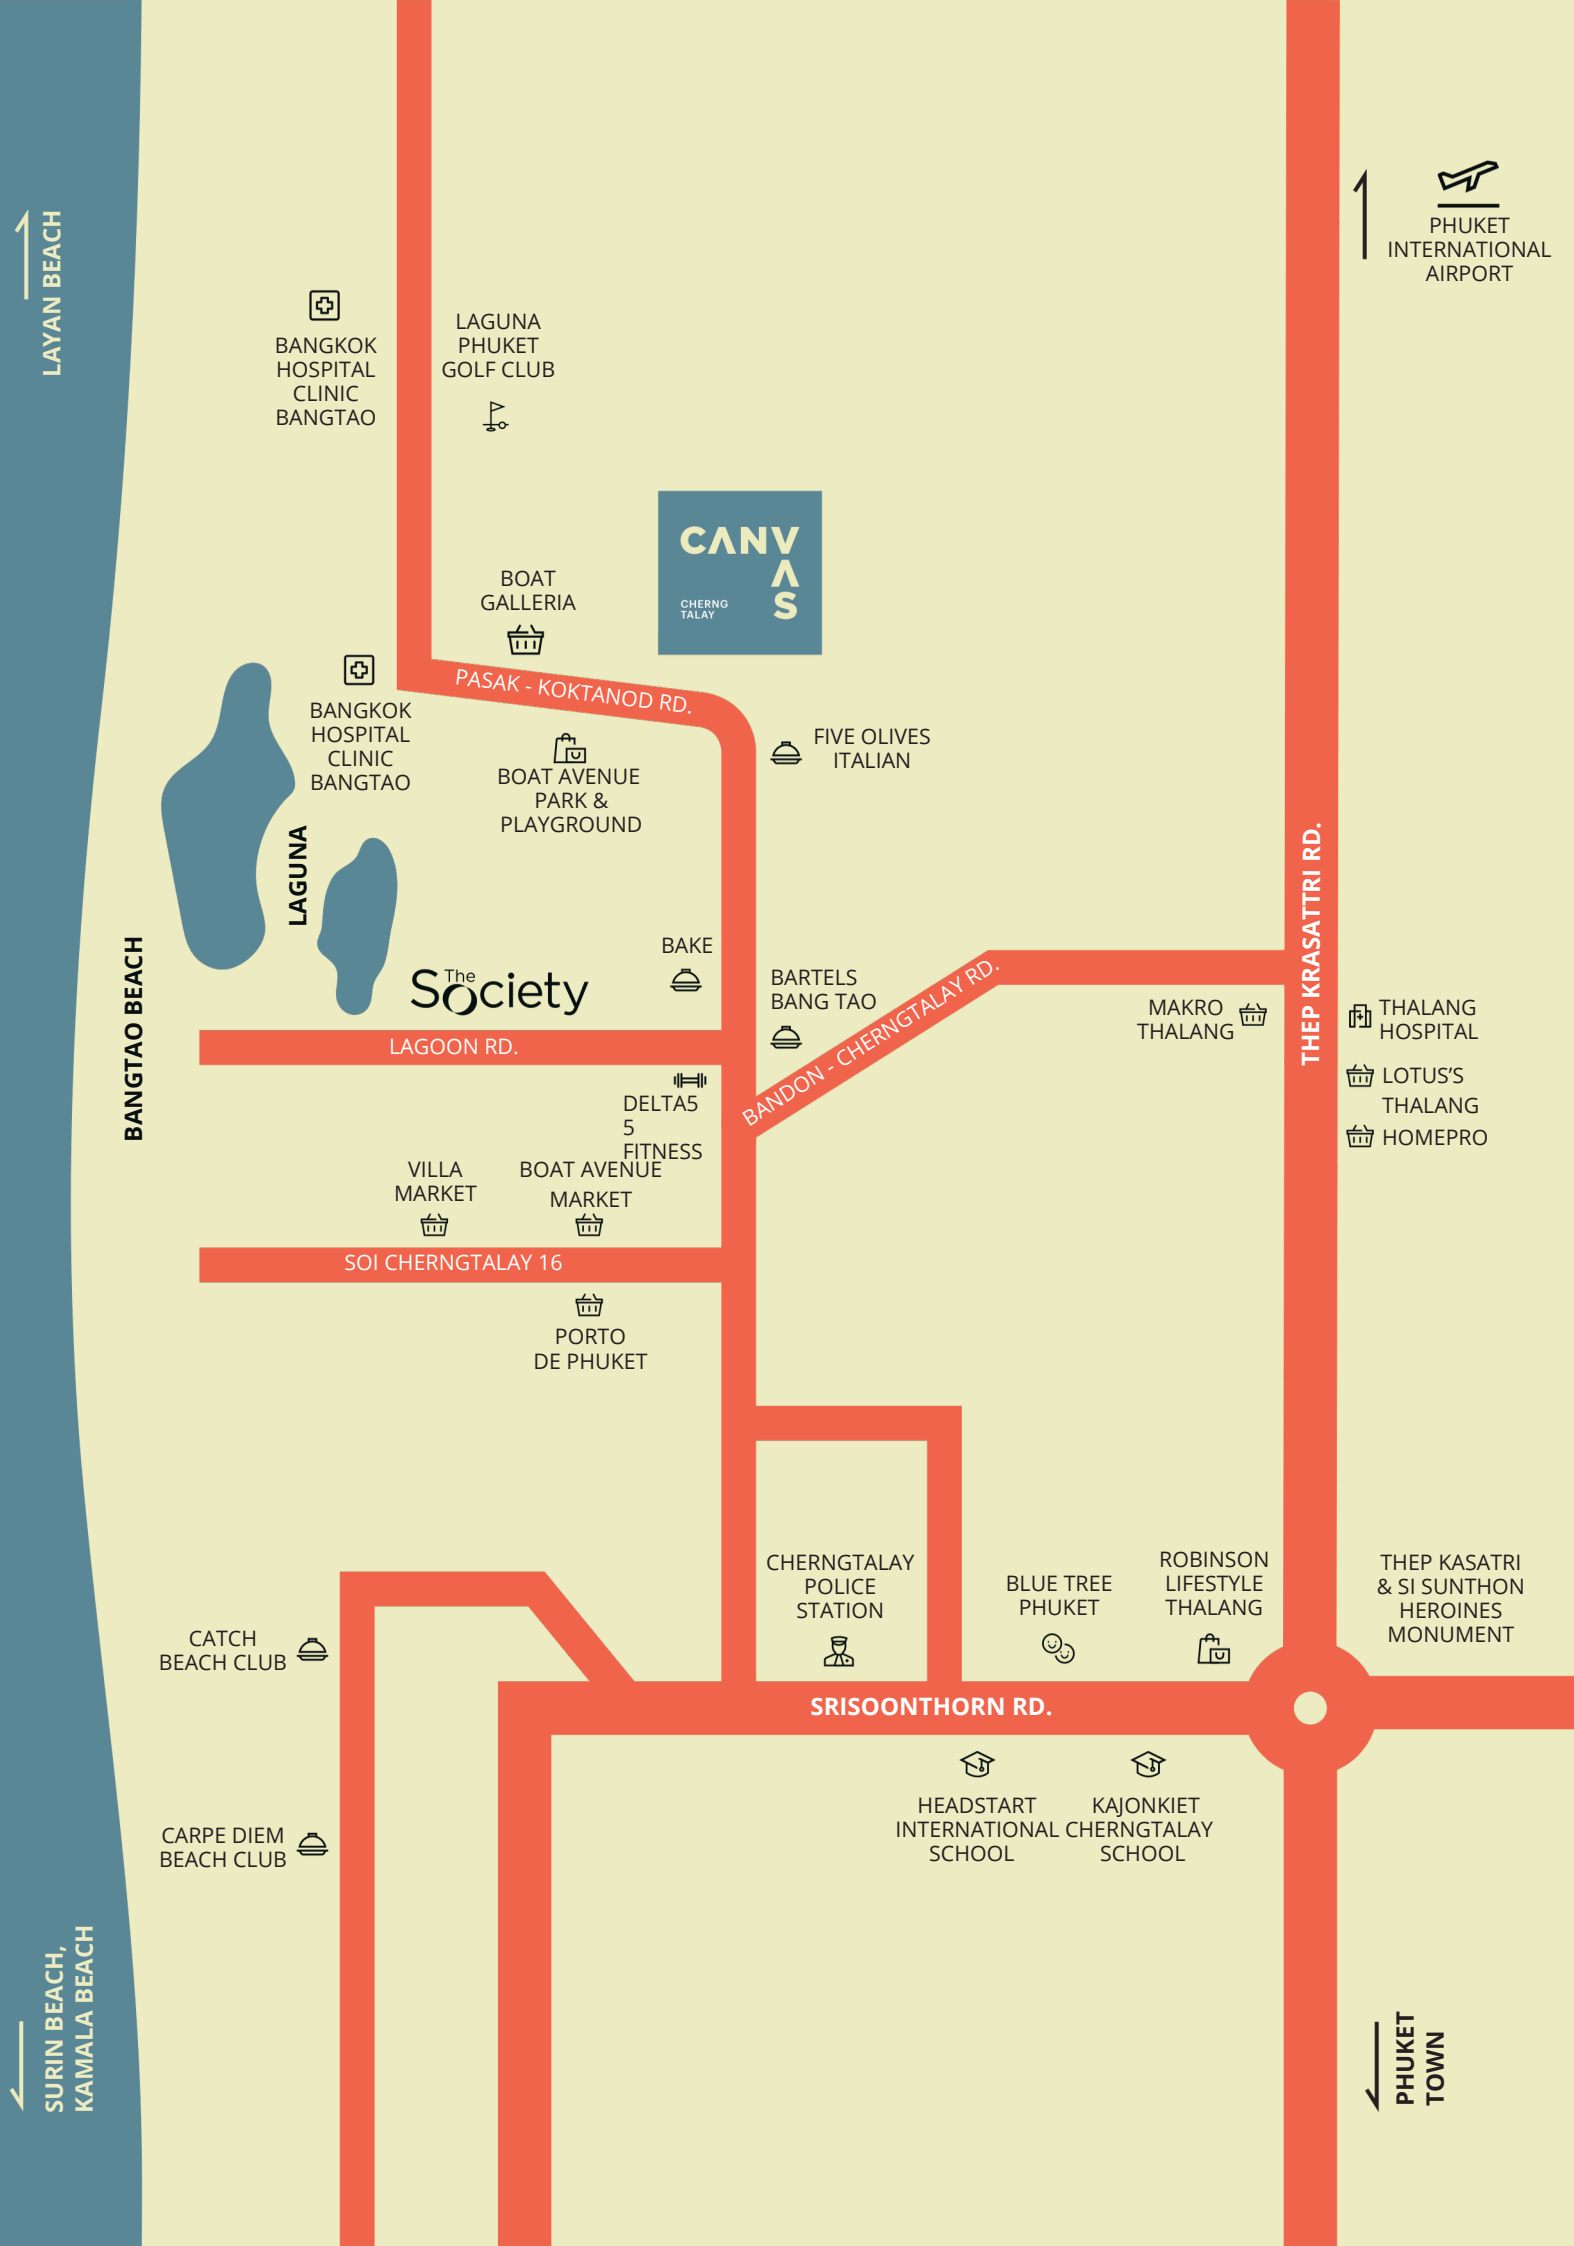 LAYAN BEACH
PHUKET
INTERNATIONAL
AIRPORT
BANGKOK
HOSPITAL
CLINIC
BANGTAO
LAGUNA
PHUKET
GOLF CLUB
CANV
A
S
CHERNG
TALAY
BOAT
GALLERIA
PASAK - KOKTANOD RD.
BANGKOK
HOSPITAL
CLINIC
BANGTAO
BOAT AVENUE
PARK &
PLAYGROUND
FIVE OLIVES
ITALIAN
LAGUNA
BANGTAO BEACH
The
Society
BAKE
BARTELS
BANG TAO
LAGOON RD.
BANDON - CHERNGTALAY RD.
THEP KRASATTRI RD.
MAKRO
THALANG
THALANG
HOSPITAL
LOTUS'S
THALANG
HOMEPRO
DELTA5
5
FITNESS
VILLA
MARKET
BOAT AVENUE
MARKET
SOI CHERNGTALAY 16
PORTO
DE PHUKET
CHERNGTALAY
POLICE
STATION
BLUE TREE
PHUKET
ROBINSON
LIFESTYLE
THALANG
THEP KASATRI
& SI SUNTHON
HEROINES
MONUMENT
CATCH
BEACH CLUB
SRISOONTHORN RD.
HEADSTART
INTERNATIONAL
SCHOOL
KAJONKIET
CHERNGTALAY
SCHOOL
CARPE DIEM
BEACH CLUB
SURIN BEACH,
KAMALA BEACH
PHUKET
TOWN